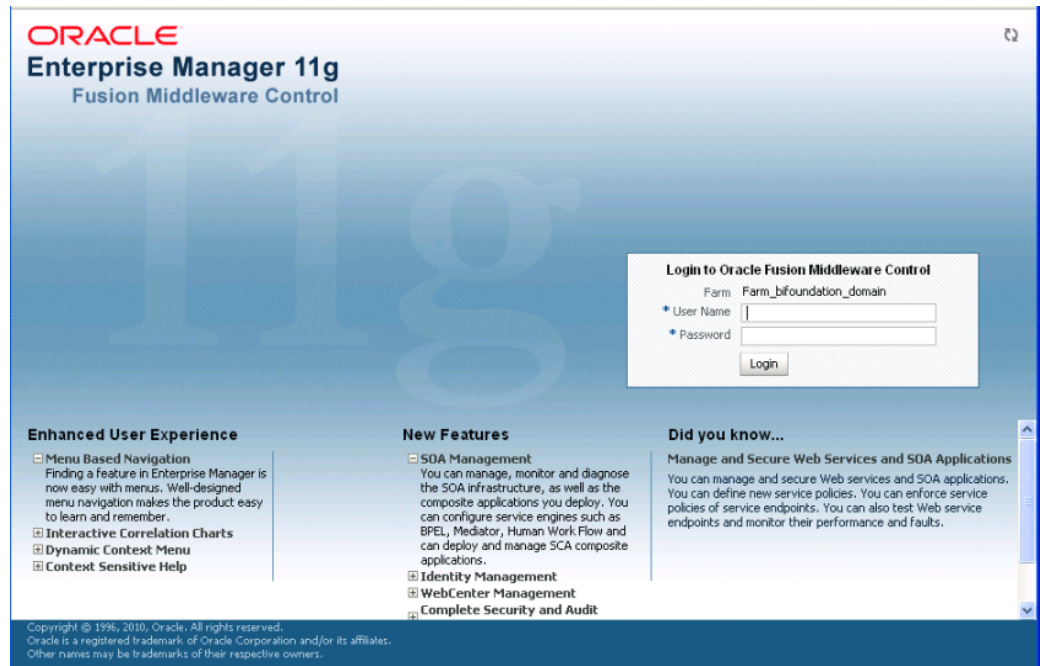 ORACLE
Enterprise Manager 11g
Fusion Middleware Control
11g
Login to Oracle Fusion Middleware Control
Farm Farm_bifoundation_domain
* User Name
* Password
Login
Enhanced User Experience
Menu Based Navigation
Finding a feature in Enterprise Manager is
now easy with menus. Well-designed
menu navigation makes the product easy
to learn and remember.
Interactive Correlation Charts
Dynamic Context Menu
Context Sensitive Help
New Features
SOA Management
You can manage, monitor and diagnose
the SOA infrastructure, as well as the
composite applications you deploy. You
can configure service engines such as
BPEL, Mediator, Human Work Flow and
can deploy and manage SCA composite
applications.
Identity Management
WebCenter Management
Complete Security and Audit
Did you know...
Manage and Secure Web Services and SOA Applications
You can manage and secure Web services and SOA applications.
You can define new service policies. You can enforce service
policies of service endpoints. You can also test Web service
endpoints and monitor their performance and faults.
Copyright © 1996, 2010, Oracle. All rights reserved.
Oracle is a registered trademark of Oracle Corporation and/or its affiliates.
Other names may be trademarks of their respective owners.